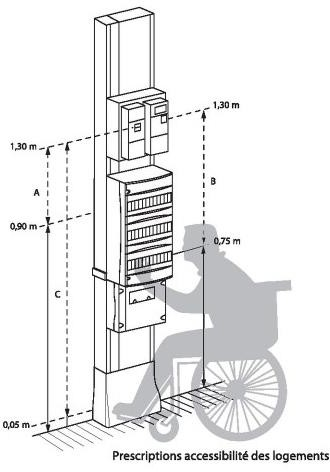 1,30 m
1,30 m
A
B
0,90 m
0,75 m
C
0,05 m
Prescriptions accessibilité des logements